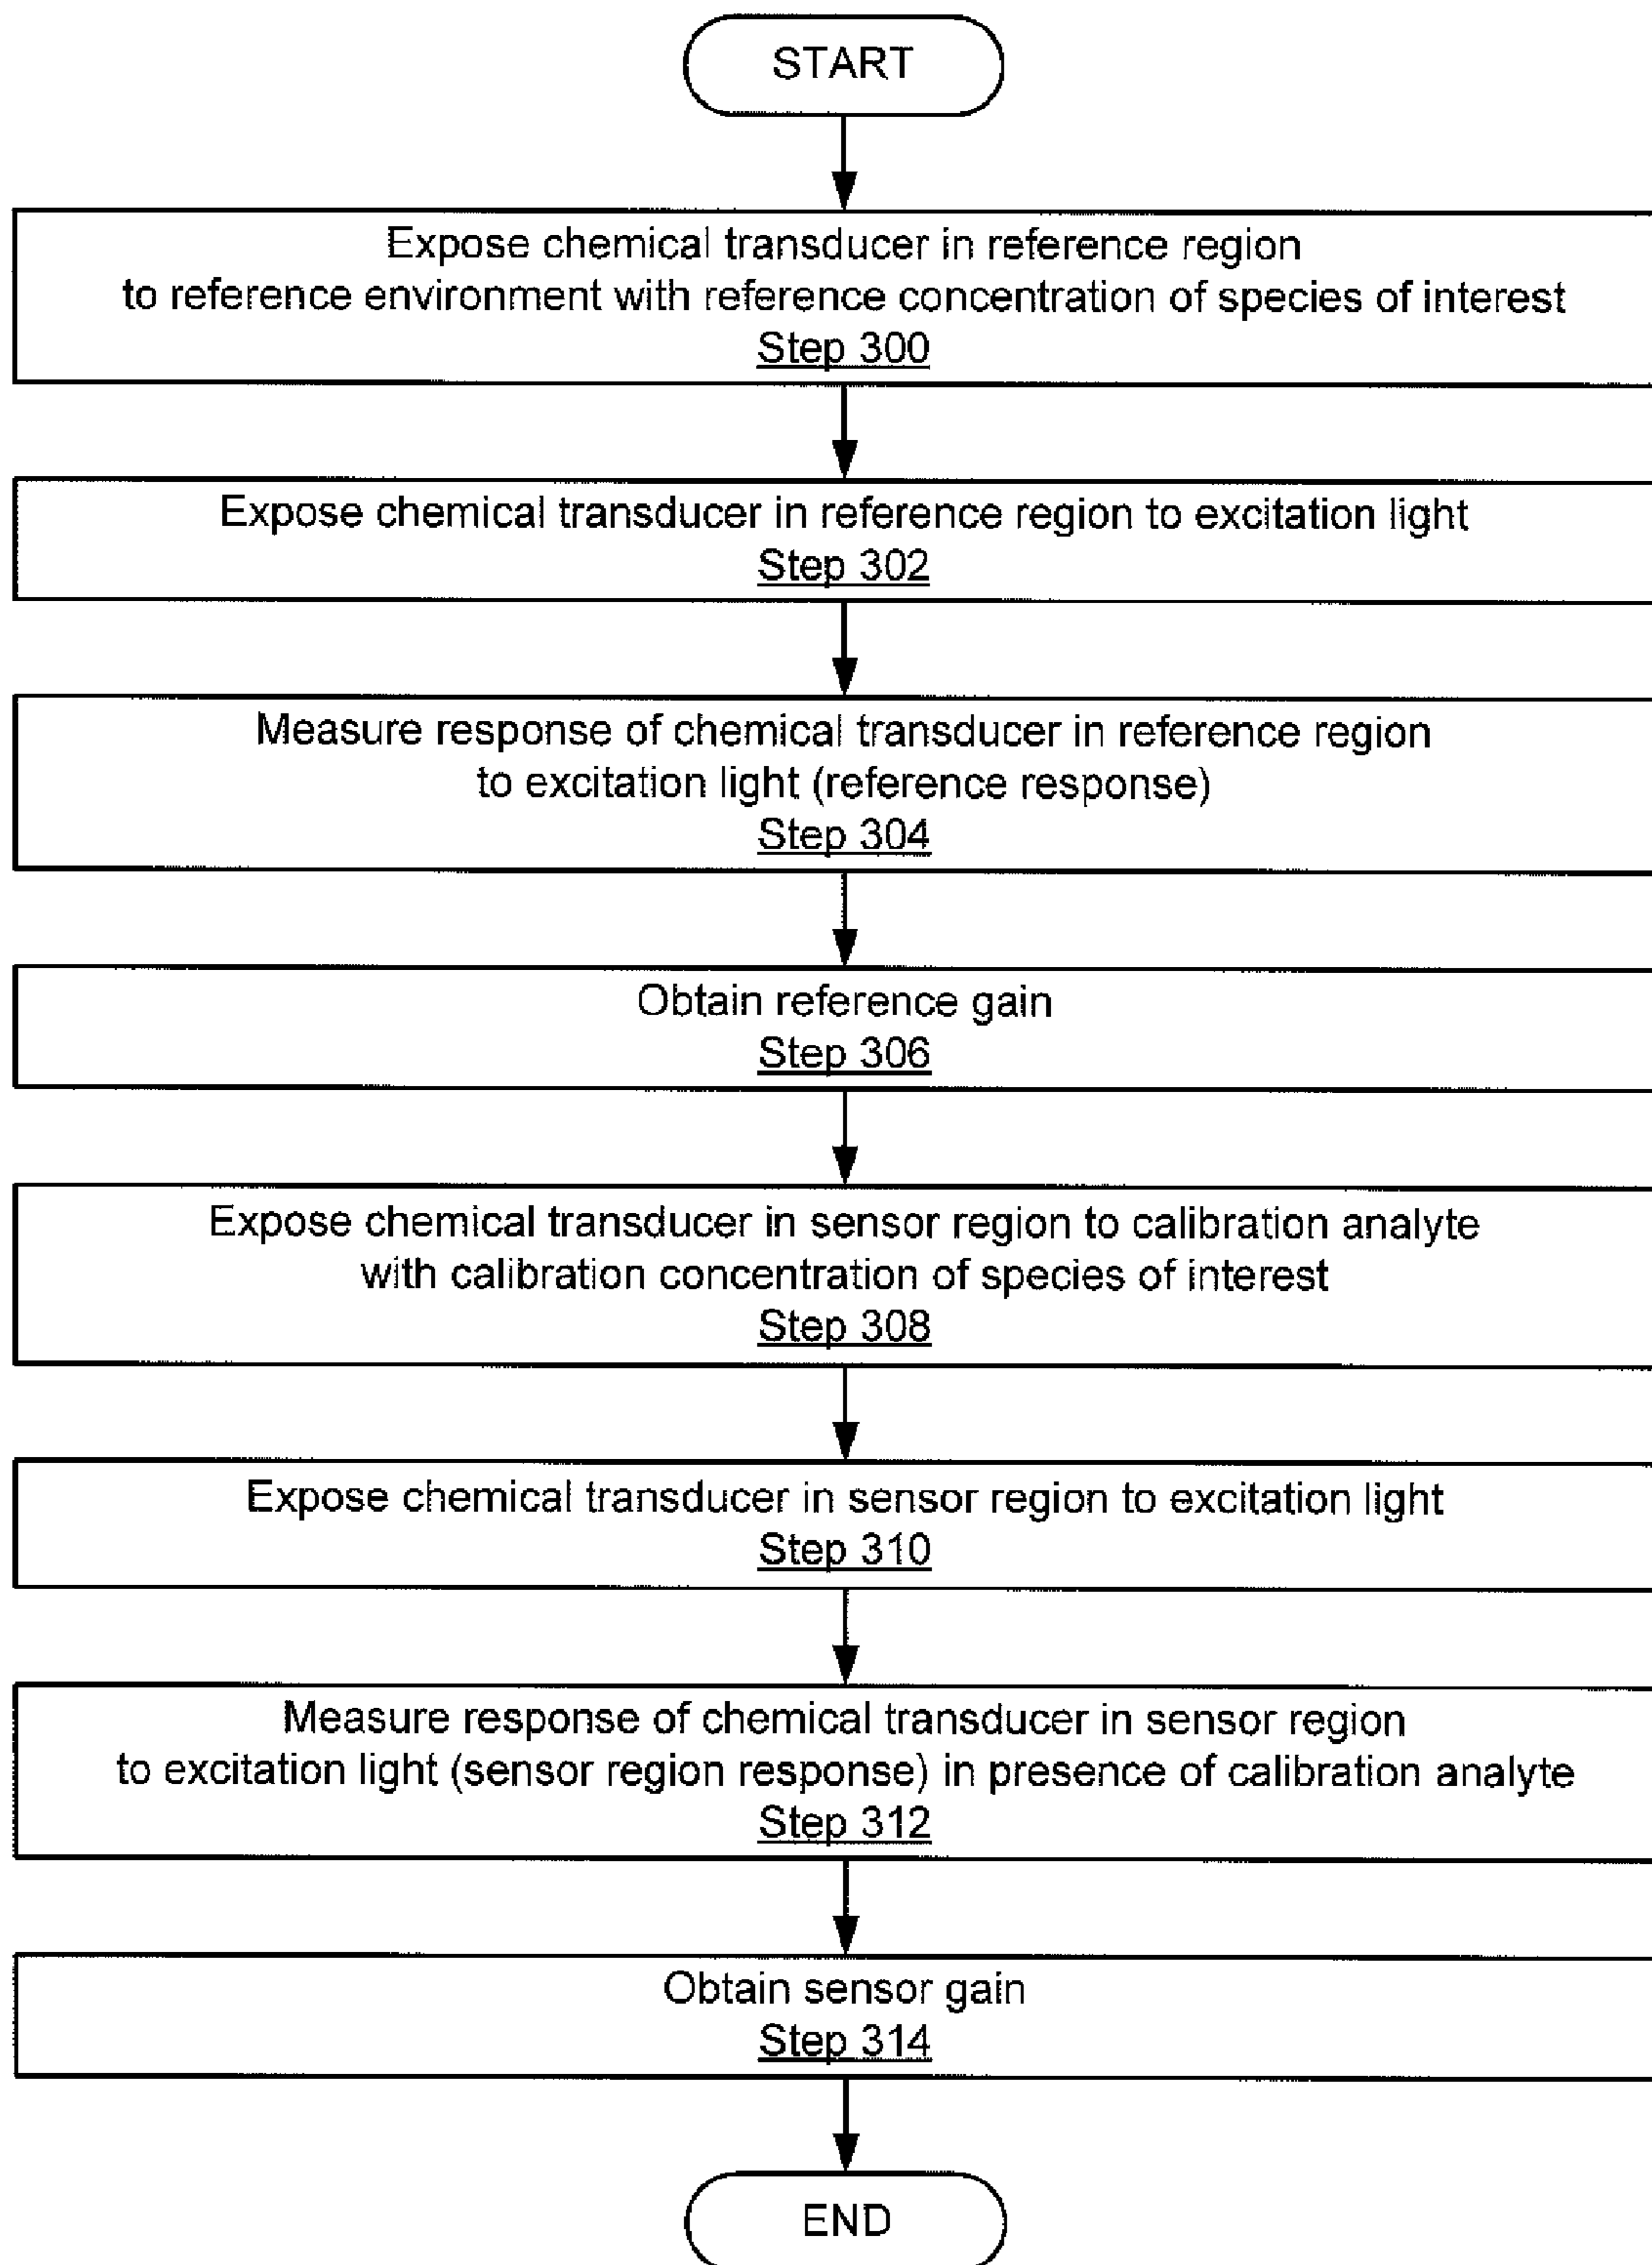 START
Expose chemical transducer in reference region
to reference environment with reference concentration of species of interest
Step 300
Expose chemical transducer in reference region to excitation light
Step 302
Measure response of chemical transducer in reference region
to excitation light (reference response)
Step 304
Obtain reference gain
Step 306
Expose chemical transducer in sensor region to calibration analyte
with calibration concentration of species of interest
Step 308
Expose chemical transducer in sensor region to excitation light
Step 310
Measure response of chemical transducer in sensor region
to excitation light (sensor region response) in presence of calibration analyte
Step 312
Obtain sensor gain
Step 314
END